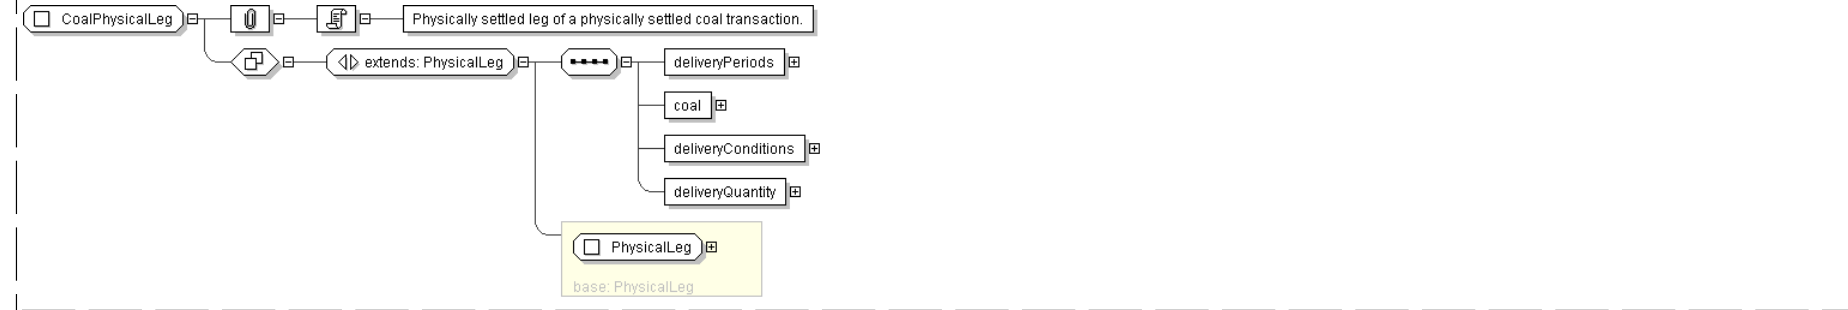 CoalPhysicalLeg
Physically settled leg of a physically settled coal transaction.
extends: PhysicalLeg
deliveryPeriods
coal
deliveryConditions
deliveryQuantity
PhysicalLeg
base: PhysicalLeg